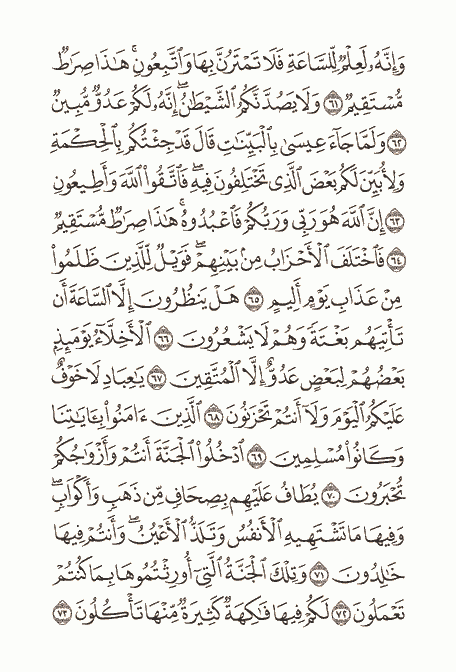 وَإِنَّهُۥ لَعِلْمٌ لِّلسَّاعَةِ فَلَا تَمْتَرُنَّ بِهَا وَٱتَّبِعُونِ ۚ هَـٰذَا صِرَٰطٌ
مُّسْتَقِيمٌ ٦١ وَلَا يَصُدَّنَّكُمُ ٱلشَّيْطَـٰنُ ۖ إِنَّهُۥ لَكُمْ عَدُوٌّ مُّبِينٌ
٦٢ وَلَمَّا جَآءَ عِيسَىٰ بِٱلْبَيِّنَـٰتِ قَالَ قَدْ جِئْتُكُم بِٱلْحِكْمَةِ
وَلِأُبَيِّنَ لَكُم بَعْضَ ٱلَّذِى تَخْتَلِفُونَ فِيهِ ۖ فَٱتَّقُوا۟ ٱللَّهَ وَأَطِيعُونِ
٦٣ إِنَّ ٱللَّهَ هُوَ رَبِّى وَرَبُّكُمْ فَٱعْبُدُوهُ ۚ هَـٰذَا صِرَٰطٌ مُّسْتَقِيمٌ
٦٤ فَٱخْتَلَفَ ٱلْأَحْزَابُ مِنۢ بَيْنِهِمْ ۖ فَوَيْلٌ لِّلَّذِينَ ظَلَمُوا۟
مِنْ عَذَابِ يَوْمٍ أَلِيمٍ ٦٥ هَلْ يَنظُرُونَ إِلَّا ٱلسَّاعَةَ أَن
تَأْتِيَهُم بَغْتَةً وَهُمْ لَا يَشْعُرُونَ ٦٦ ٱلْأَخِلَّآءُ يَوْمَئِذٍۭ
بَعْضُهُمْ لِبَعْضٍ عَدُوٌّ إِلَّا ٱلْمُتَّقِينَ ٦٧ يَـٰعِبَادِ لَا خَوْفٌ
عَلَيْكُمُ ٱلْيَوْمَ وَلَآ أَنتُمْ تَحْزَنُونَ ٦٨ ٱلَّذِينَ ءَامَنُوا۟ بِـَٔايَـٰتِنَا
وَكَانُوا۟ مُسْلِمِينَ ٦٩ ٱدْخُلُوا۟ ٱلْجَنَّةَ أَنتُمْ وَأَزْوَٰجُكُمْ
تُحْبَرُونَ ٧٠ يُطَافُ عَلَيْهِم بِصِحَافٍ مِّن ذَهَبٍ وَأَكْوَابٍ ۖ
وَفِيهَا مَا تَشْتَهِيهِ ٱلْأَنفُسُ وَتَلَذُّ ٱلْأَعْيُنُ ۖ وَأَنتُمْ فِيهَا
خَـٰلِدُونَ ٧١ وَتِلْكَ ٱلْجَنَّةُ ٱلَّتِىٓ أُورِثْتُمُوهَا بِمَا كُنتُمْ
تَعْمَلُونَ ٧٢ لَكُمْ فِيهَا فَـٰكِهَةٌ كَثِيرَةٌ مِّنْهَا تَأْكُلُونَ ٧٣